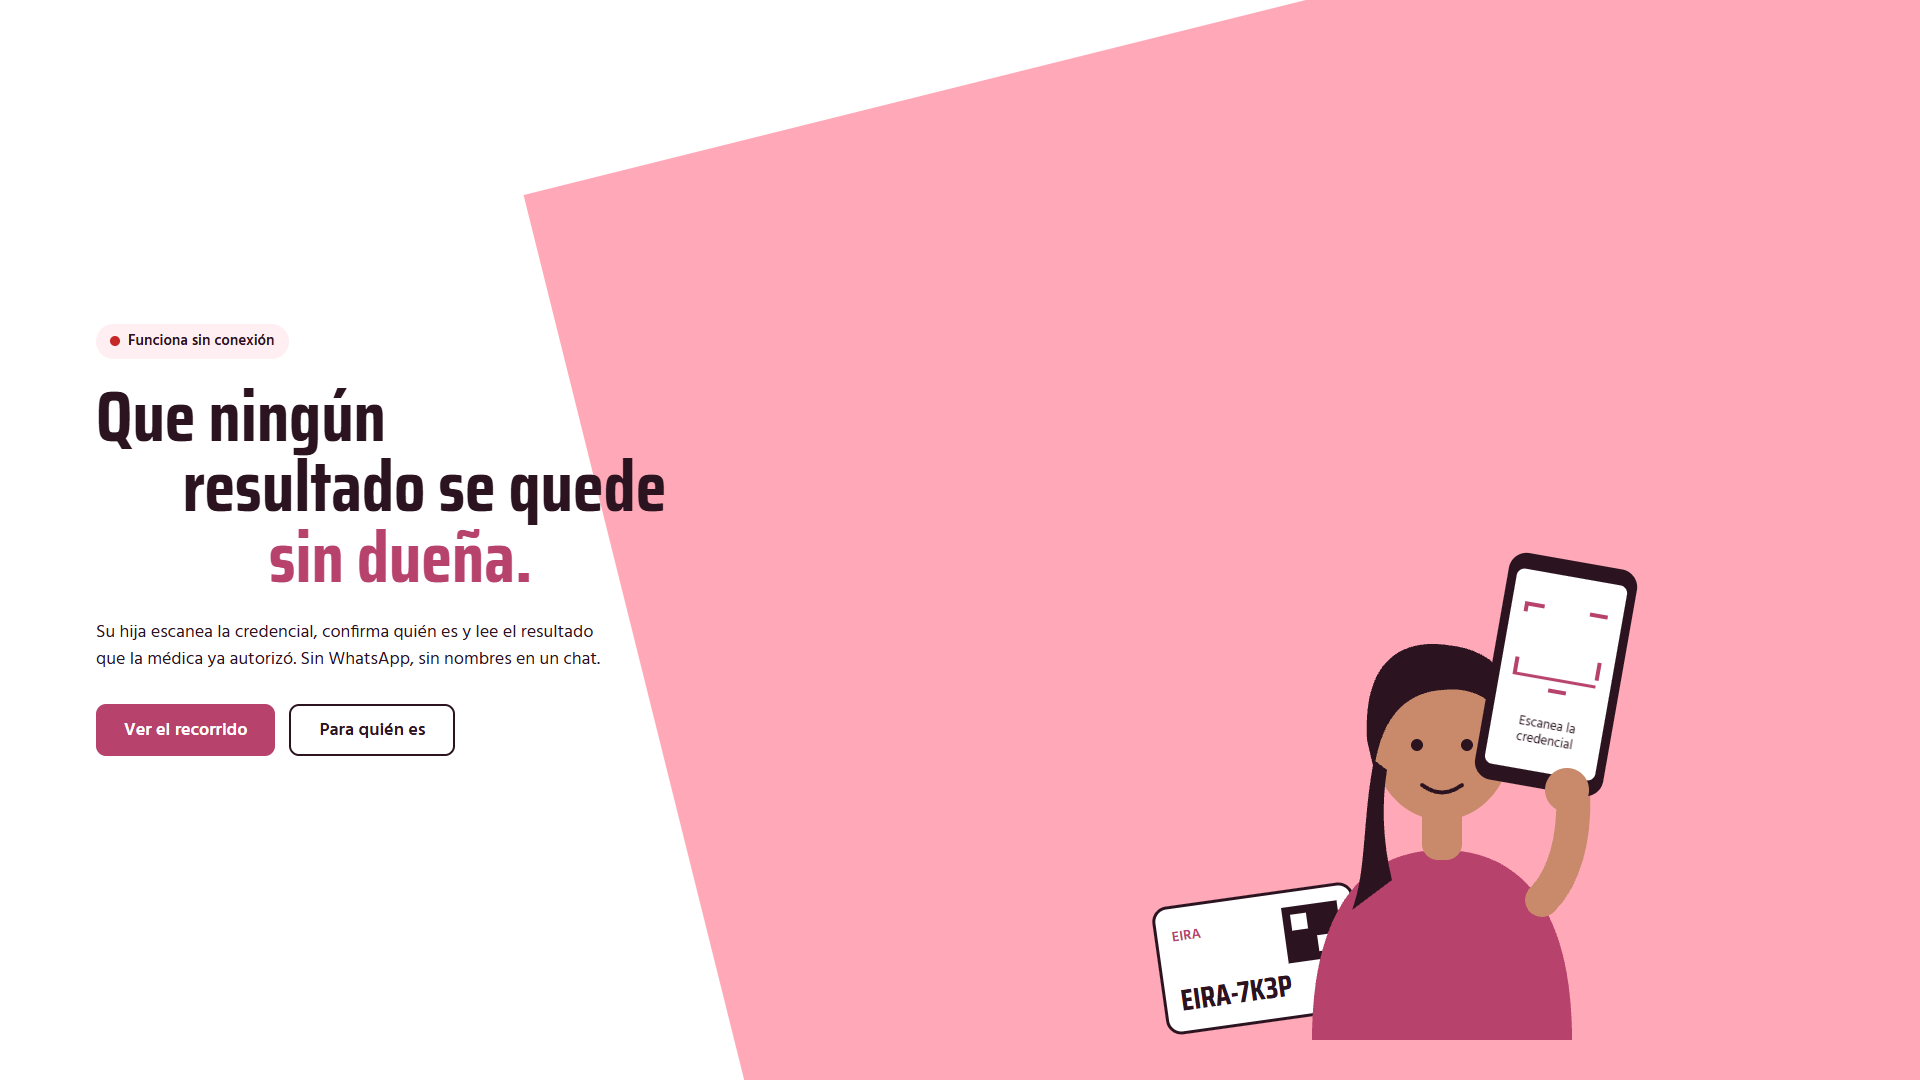 Funciona sin conexión
Que ningún
resultado se quede
sin dueña.
Su hija escanea la credencial, confirma quién es y lee el resultado
que la médica ya autorizó. Sin WhatsApp, sin nombres en un chat.
Ver el recorrido
Para quién es
Escanea la
credencial
EIRA
EIRA-7K3P